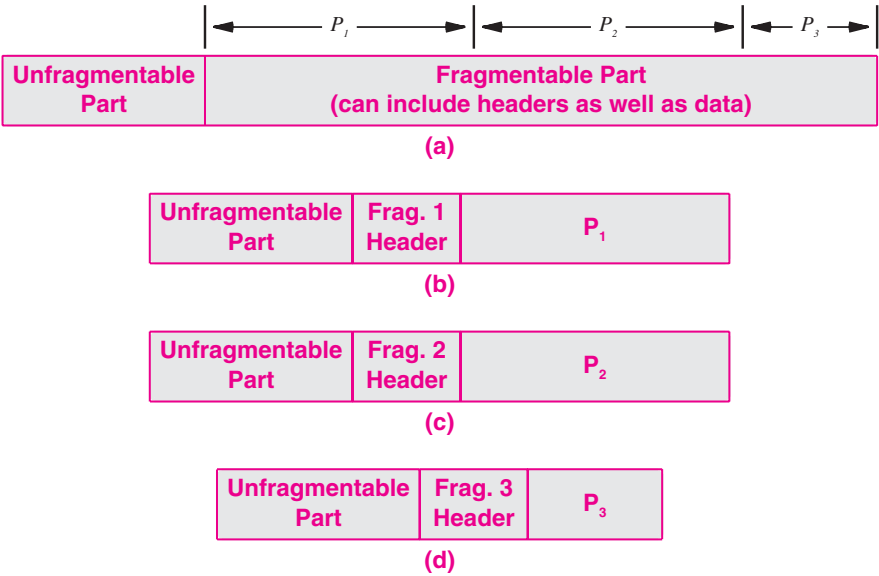 P₁ P₂ P₃
Unfragmentable Part
Fragmentable Part
(can include headers as well as data)
(a)
Unfragmentable Part
Frag. 1 Header
P₁
(b)
Unfragmentable Part
Frag. 2 Header
P₂
(c)
Unfragmentable Part
Frag. 3 Header
P₃
(d)